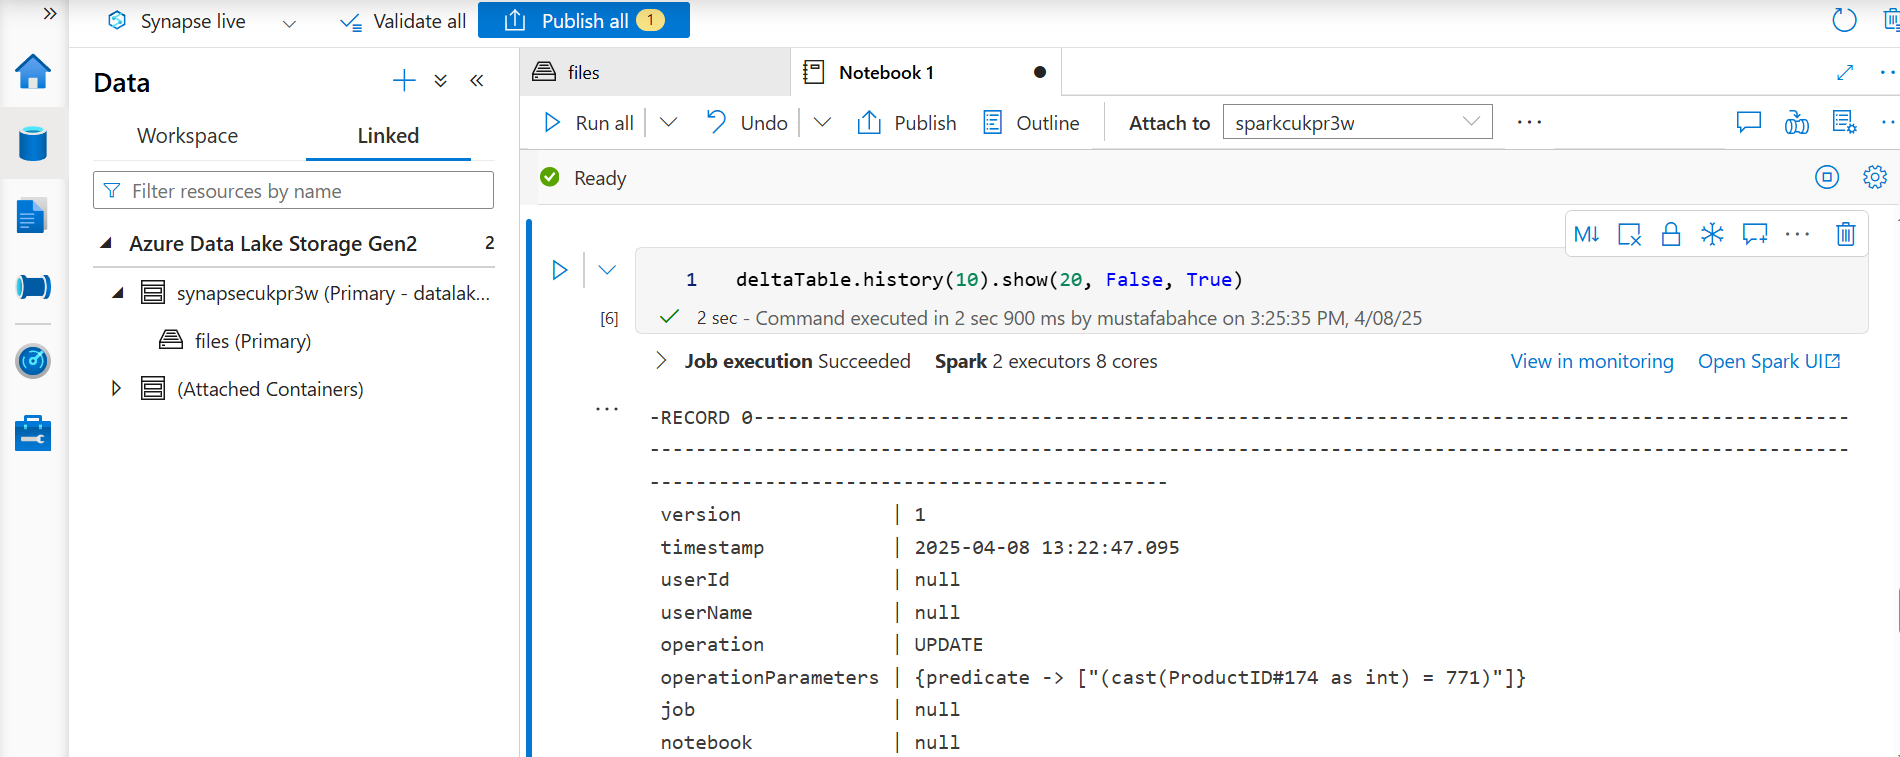 Synapse live
Validate all
Publish all 1
Data
Workspace
Linked
Filter resources by name
Azure Data Lake Storage Gen2 2
synapsecukpr3w (Primary - datalak...
files (Primary)
(Attached Containers)
files
Notebook 1
Run all
Undo
Publish
Outline
Attach to sparkcukpr3w
Ready
M↓
1 deltaTable.history(10).show(20, False, True)
[6]
2 sec - Command executed in 2 sec 900 ms by mustafabahce on 3:25:35 PM, 4/08/25
Job execution Succeeded Spark 2 executors 8 cores
View in monitoring Open Spark UI
-RECORD 0-----------------------------------------------------------------------------------------------
--------------------------------------------------------------------------------------------------------
---------------------------------------------
version | 1
timestamp | 2025-04-08 13:22:47.095
userId | null
userName | null
operation | UPDATE
operationParameters | {predicate -> ["(cast(ProductID#174 as int) = 771)"]}
job | null
notebook | null